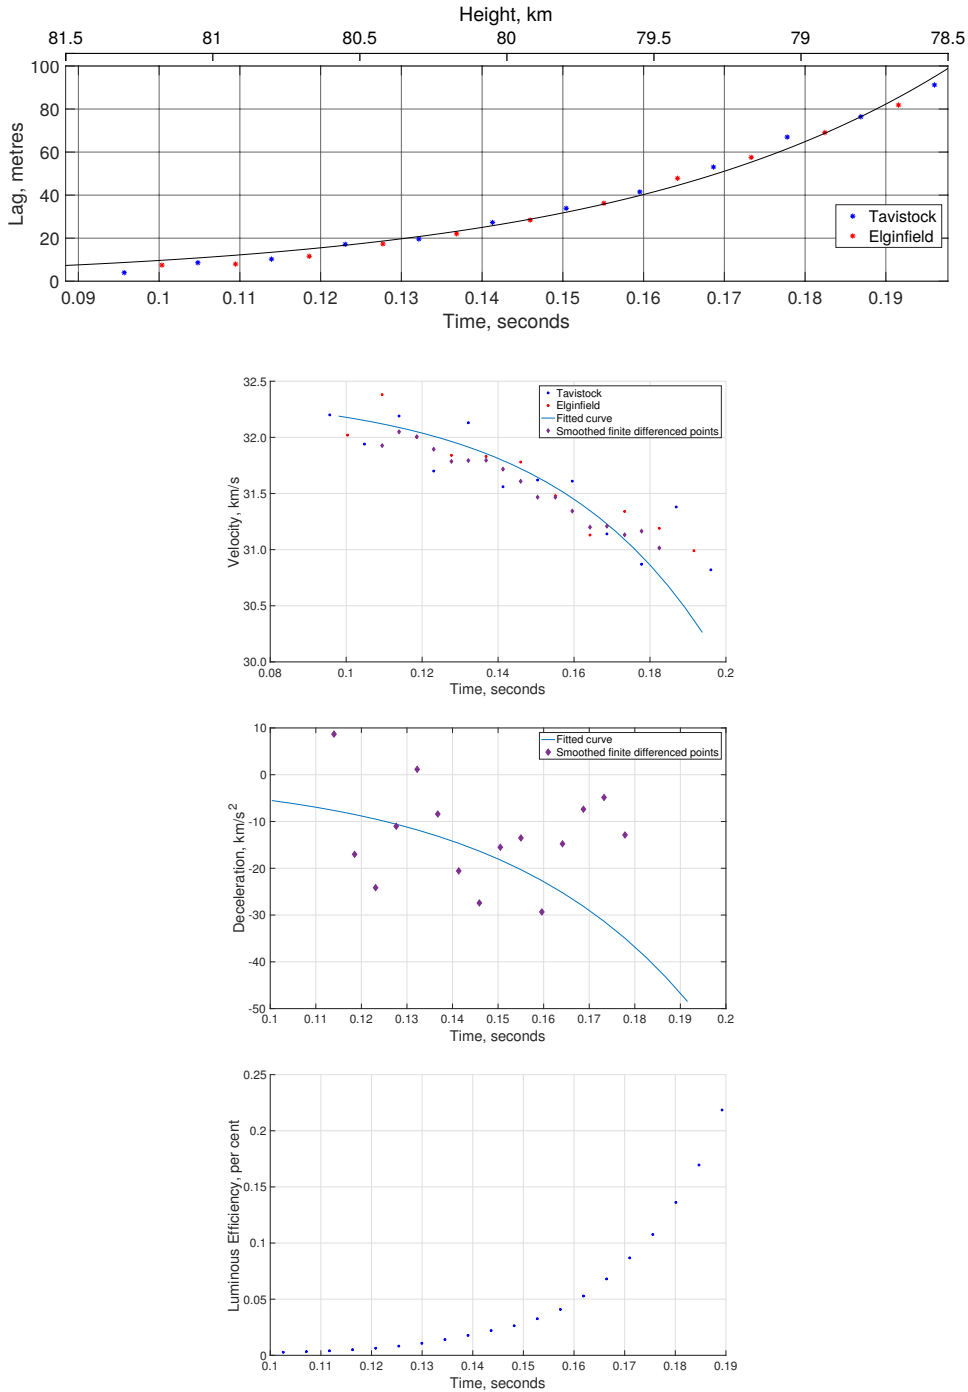 Height, km
81.5 81 80.5 80 79.5 79 78.5
100
80
60
40
20
0
Lag, metres
Tavistock
Elginfield
0.09 0.1 0.11 0.12 0.13 0.14 0.15 0.16 0.17 0.18 0.19
Time, seconds
32.5
32.0
31.5
31.0
30.5
30.0
Velocity, km/s
Tavistock
Elginfield
Fitted curve
Smoothed finite differenced points
0.08 0.1 0.12 0.14 0.16 0.18 0.2
Time, seconds
10
0
-10
-20
-30
-40
-50
Deceleration, km/s2
Fitted curve
Smoothed finite differenced points
0.1 0.11 0.12 0.13 0.14 0.15 0.16 0.17 0.18 0.19 0.2
Time, seconds
0.25
0.2
0.15
0.1
0.05
0
Luminous Efficiency, per cent
0.1 0.11 0.12 0.13 0.14 0.15 0.16 0.17 0.18 0.19
Time, seconds